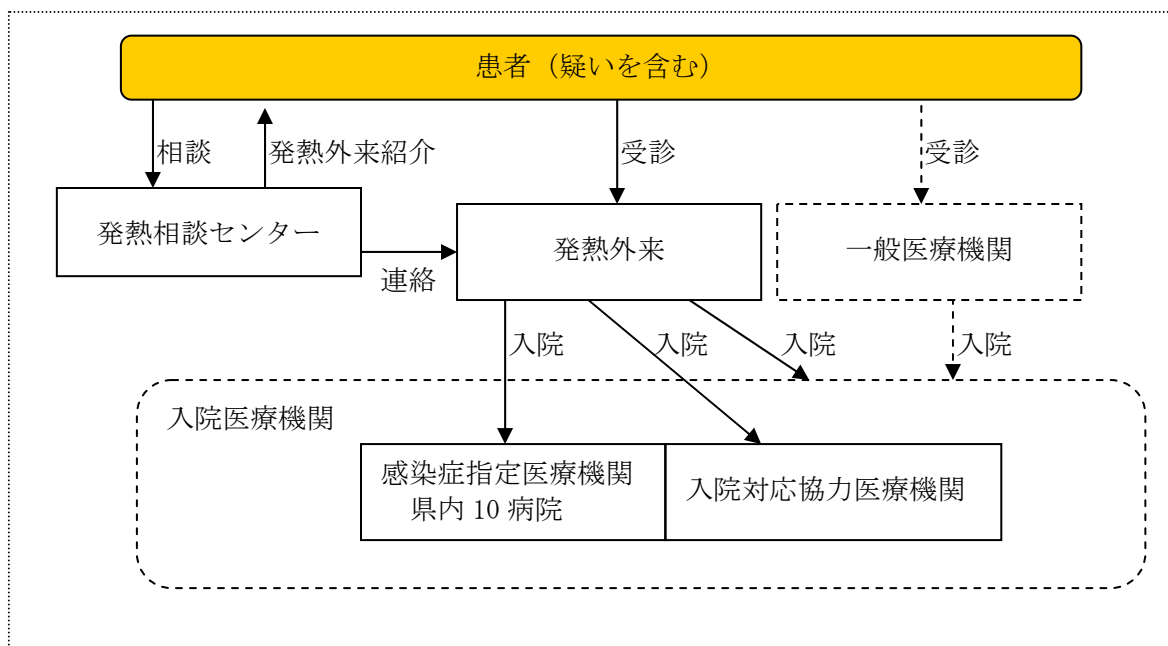 患者（疑いを含む）
相談
発熱外来紹介
受診
受診
発熱相談センター
発熱外来
一般医療機関
連絡
入院
入院
入院
入院
入院医療機関
感染症指定医療機関
県内 10 病院
入院対応協力医療機関